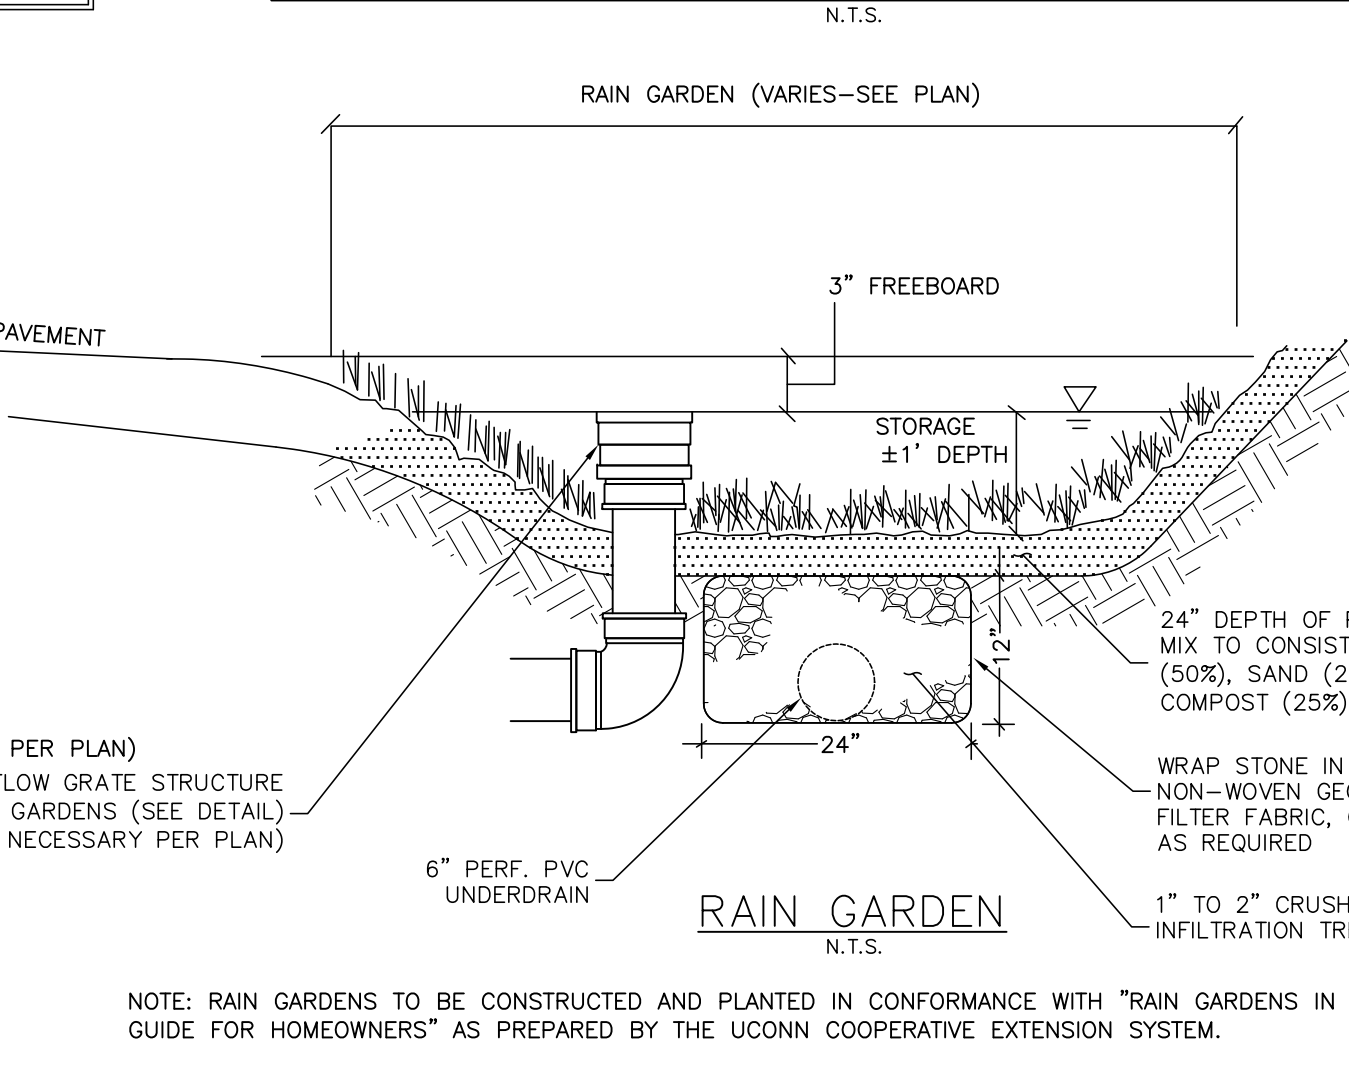 N.T.S.
RAIN GARDEN (VARIES–SEE PLAN)
3" FREEBOARD
PAVEMENT
STORAGE
±1' DEPTH
24" DEPTH OF
MIX TO CONSIST
(50%), SAND
COMPOST (25%)
12"
24"
PER PLAN)
GRATE STRUCTURE
GARDENS (SEE DETAIL)
NECESSARY PER PLAN)
WRAP STONE IN
NON–WOVEN
FILTER FABRIC,
AS REQUIRED
6" PERF. PVC
UNDERDRAIN
1" TO 2"
INFILTRATION
RAIN GARDEN
N.T.S.
NOTE: RAIN GARDENS TO BE CONSTRUCTED AND PLANTED IN CONFORMANCE WITH "RAIN GARDENS IN
GUIDE FOR HOMEOWNERS" AS PREPARED BY THE UCONN COOPERATIVE EXTENSION SYSTEM.